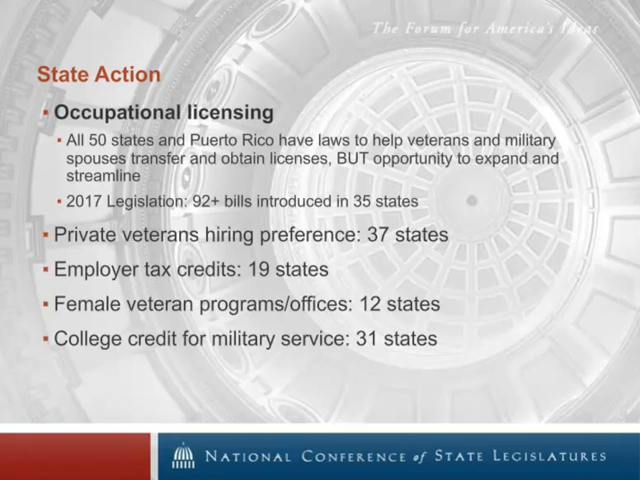 The Forum for America's Ideas
State Action
▪ Occupational licensing
▪ All 50 states and Puerto Rico have laws to help veterans and military
spouses transfer and obtain licenses, BUT opportunity to expand and
streamline
▪ 2017 Legislation: 92+ bills introduced in 35 states
▪ Private veterans hiring preference: 37 states
▪ Employer tax credits: 19 states
▪ Female veteran programs/offices: 12 states
▪ College credit for military service: 31 states
NATIONAL CONFERENCE of STATE LEGISLATURES